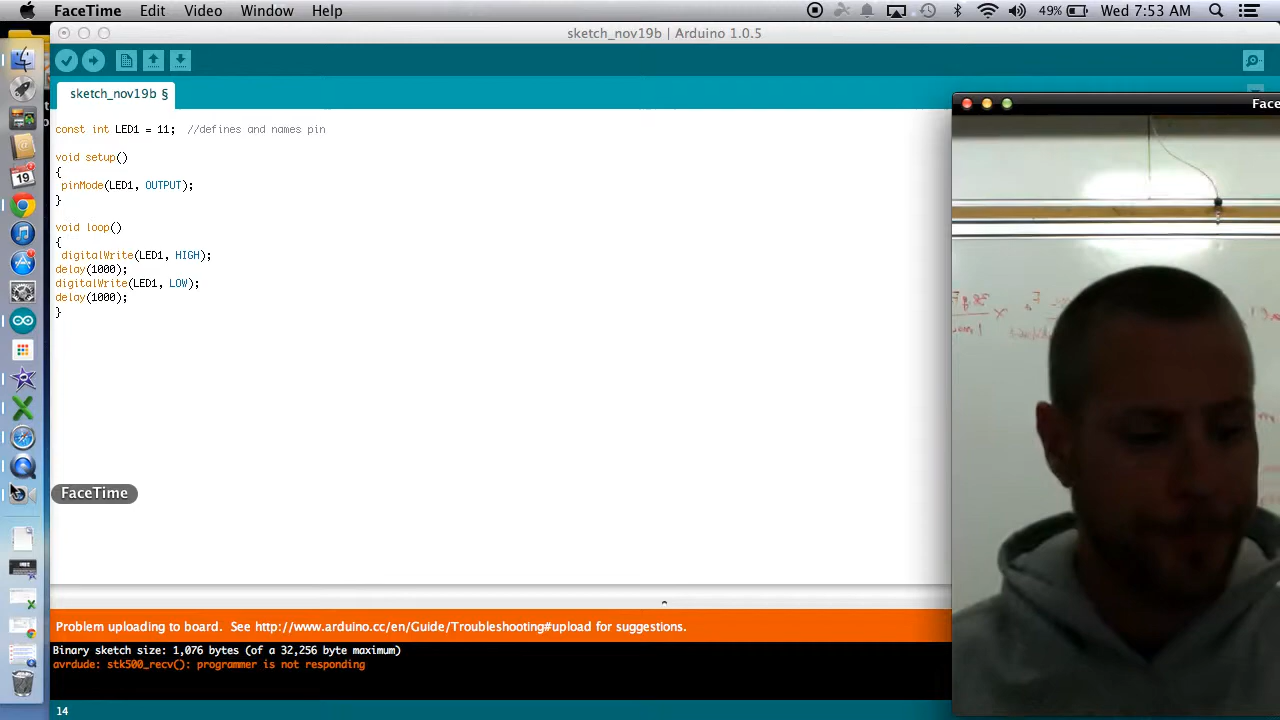 FaceTime Edit Video Window Help 49% Wed 7:53 AM
sketch_nov19b | Arduino 1.0.5
sketch_nov19b §
Face
const int LED1 = 11; //defines and names pin
void setup()
{
pinMode(LED1, OUTPUT);
}
void loop()
{
digitalWrite(LED1, HIGH);
delay(1000);
digitalWrite(LED1, LOW);
delay(1000);
}
19
FaceTime
Problem uploading to board. See http://www.arduino.cc/en/Guide/Troubleshooting#upload for suggestions.
Binary sketch size: 1,076 bytes (of a 32,256 byte maximum)
avrdude: stk500_recv(): programmer is not responding
14